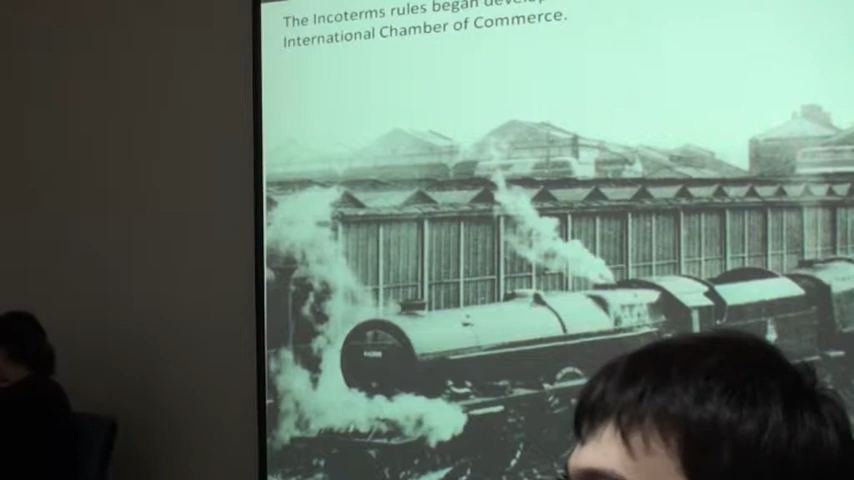 The Incoterms rules began
International Chamber of Commerce.